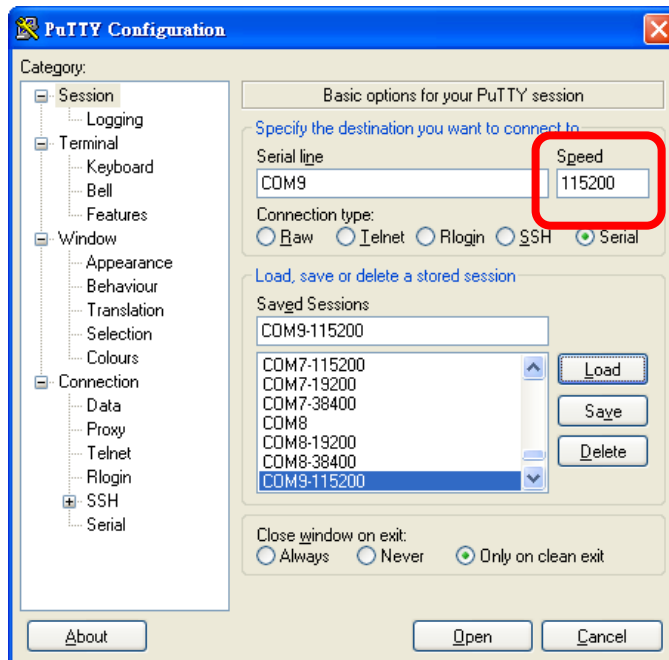 PuTTY Configuration
Category:
Session
Logging
Terminal
Keyboard
Bell
Features
Window
Appearance
Behaviour
Translation
Selection
Colours
Connection
Data
Proxy
Telnet
Rlogin
SSH
Serial
Basic options for your PuTTY session
Specify the destination you want to connect to
Serial line Speed
COM9 115200
Connection type:
Raw Telnet Rlogin SSH Serial
Load, save or delete a stored session
Saved Sessions
COM9-115200
COM7-115200
COM7-19200
COM7-38400
COM8
COM8-19200
COM8-38400
COM9-115200
Load
Save
Delete
Close window on exit:
Always Never Only on clean exit
About Open Cancel